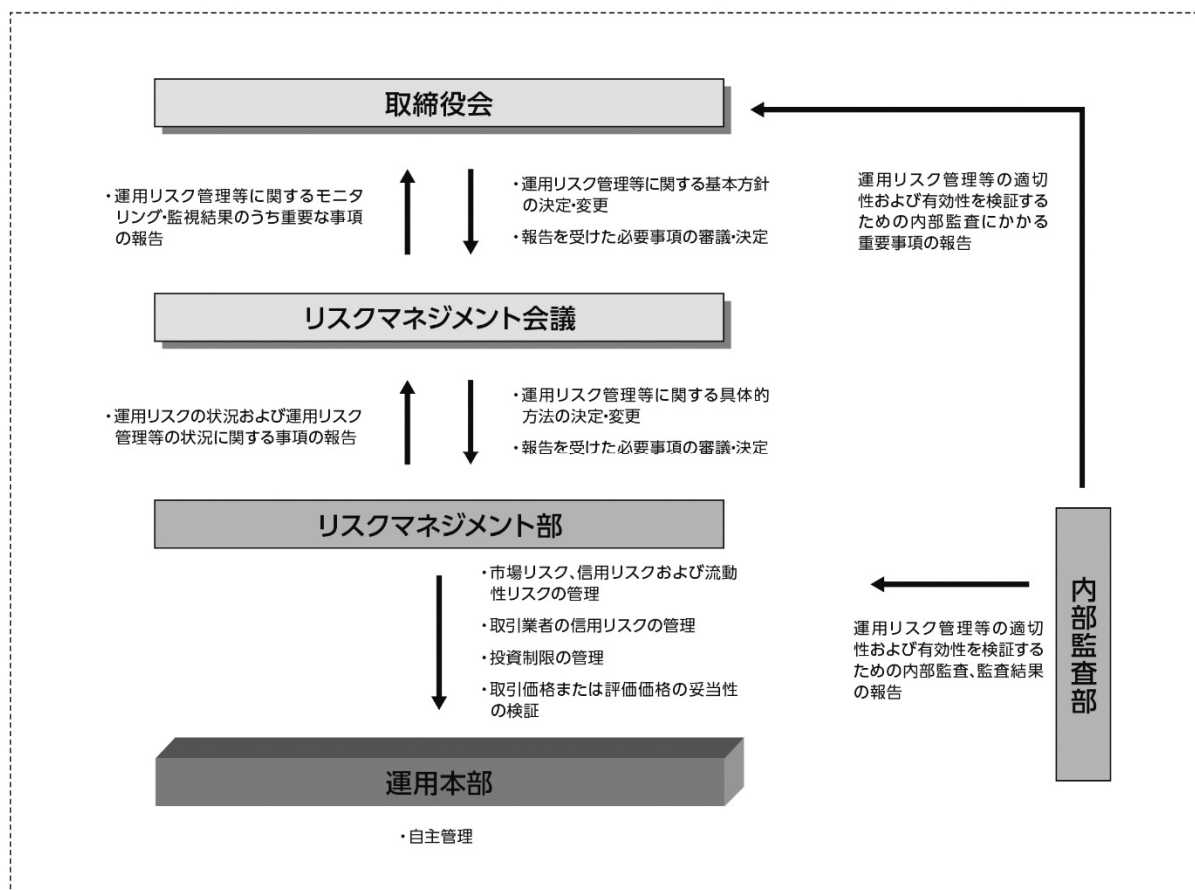 取締役会
・運用リスク管理等に関するモニタ
リング・監視結果のうち重要な事項
の報告
・運用リスク管理等に関する基本方針
の決定・変更
・報告を受けた必要事項の審議・決定
運用リスク管理等の適切
性および有効性を検証する
ための内部監査にかかる
重要事項の報告
リスクマネジメント会議
・運用リスクの状況および運用リスク
管理等の状況に関する事項の報告
・運用リスク管理等に関する具体的
方法の決定・変更
・報告を受けた必要事項の審議・決定
リスクマネジメント部
・市場リスク、信用リスクおよび流動
性リスクの管理
・取引業者の信用リスクの管理
・投資制限の管理
・取引価格または評価価格の妥当性
の検証
運用リスク管理等の適切
性および有効性を検証する
ための内部監査、監査結果
の報告
内部監査部
運用本部
・自主管理